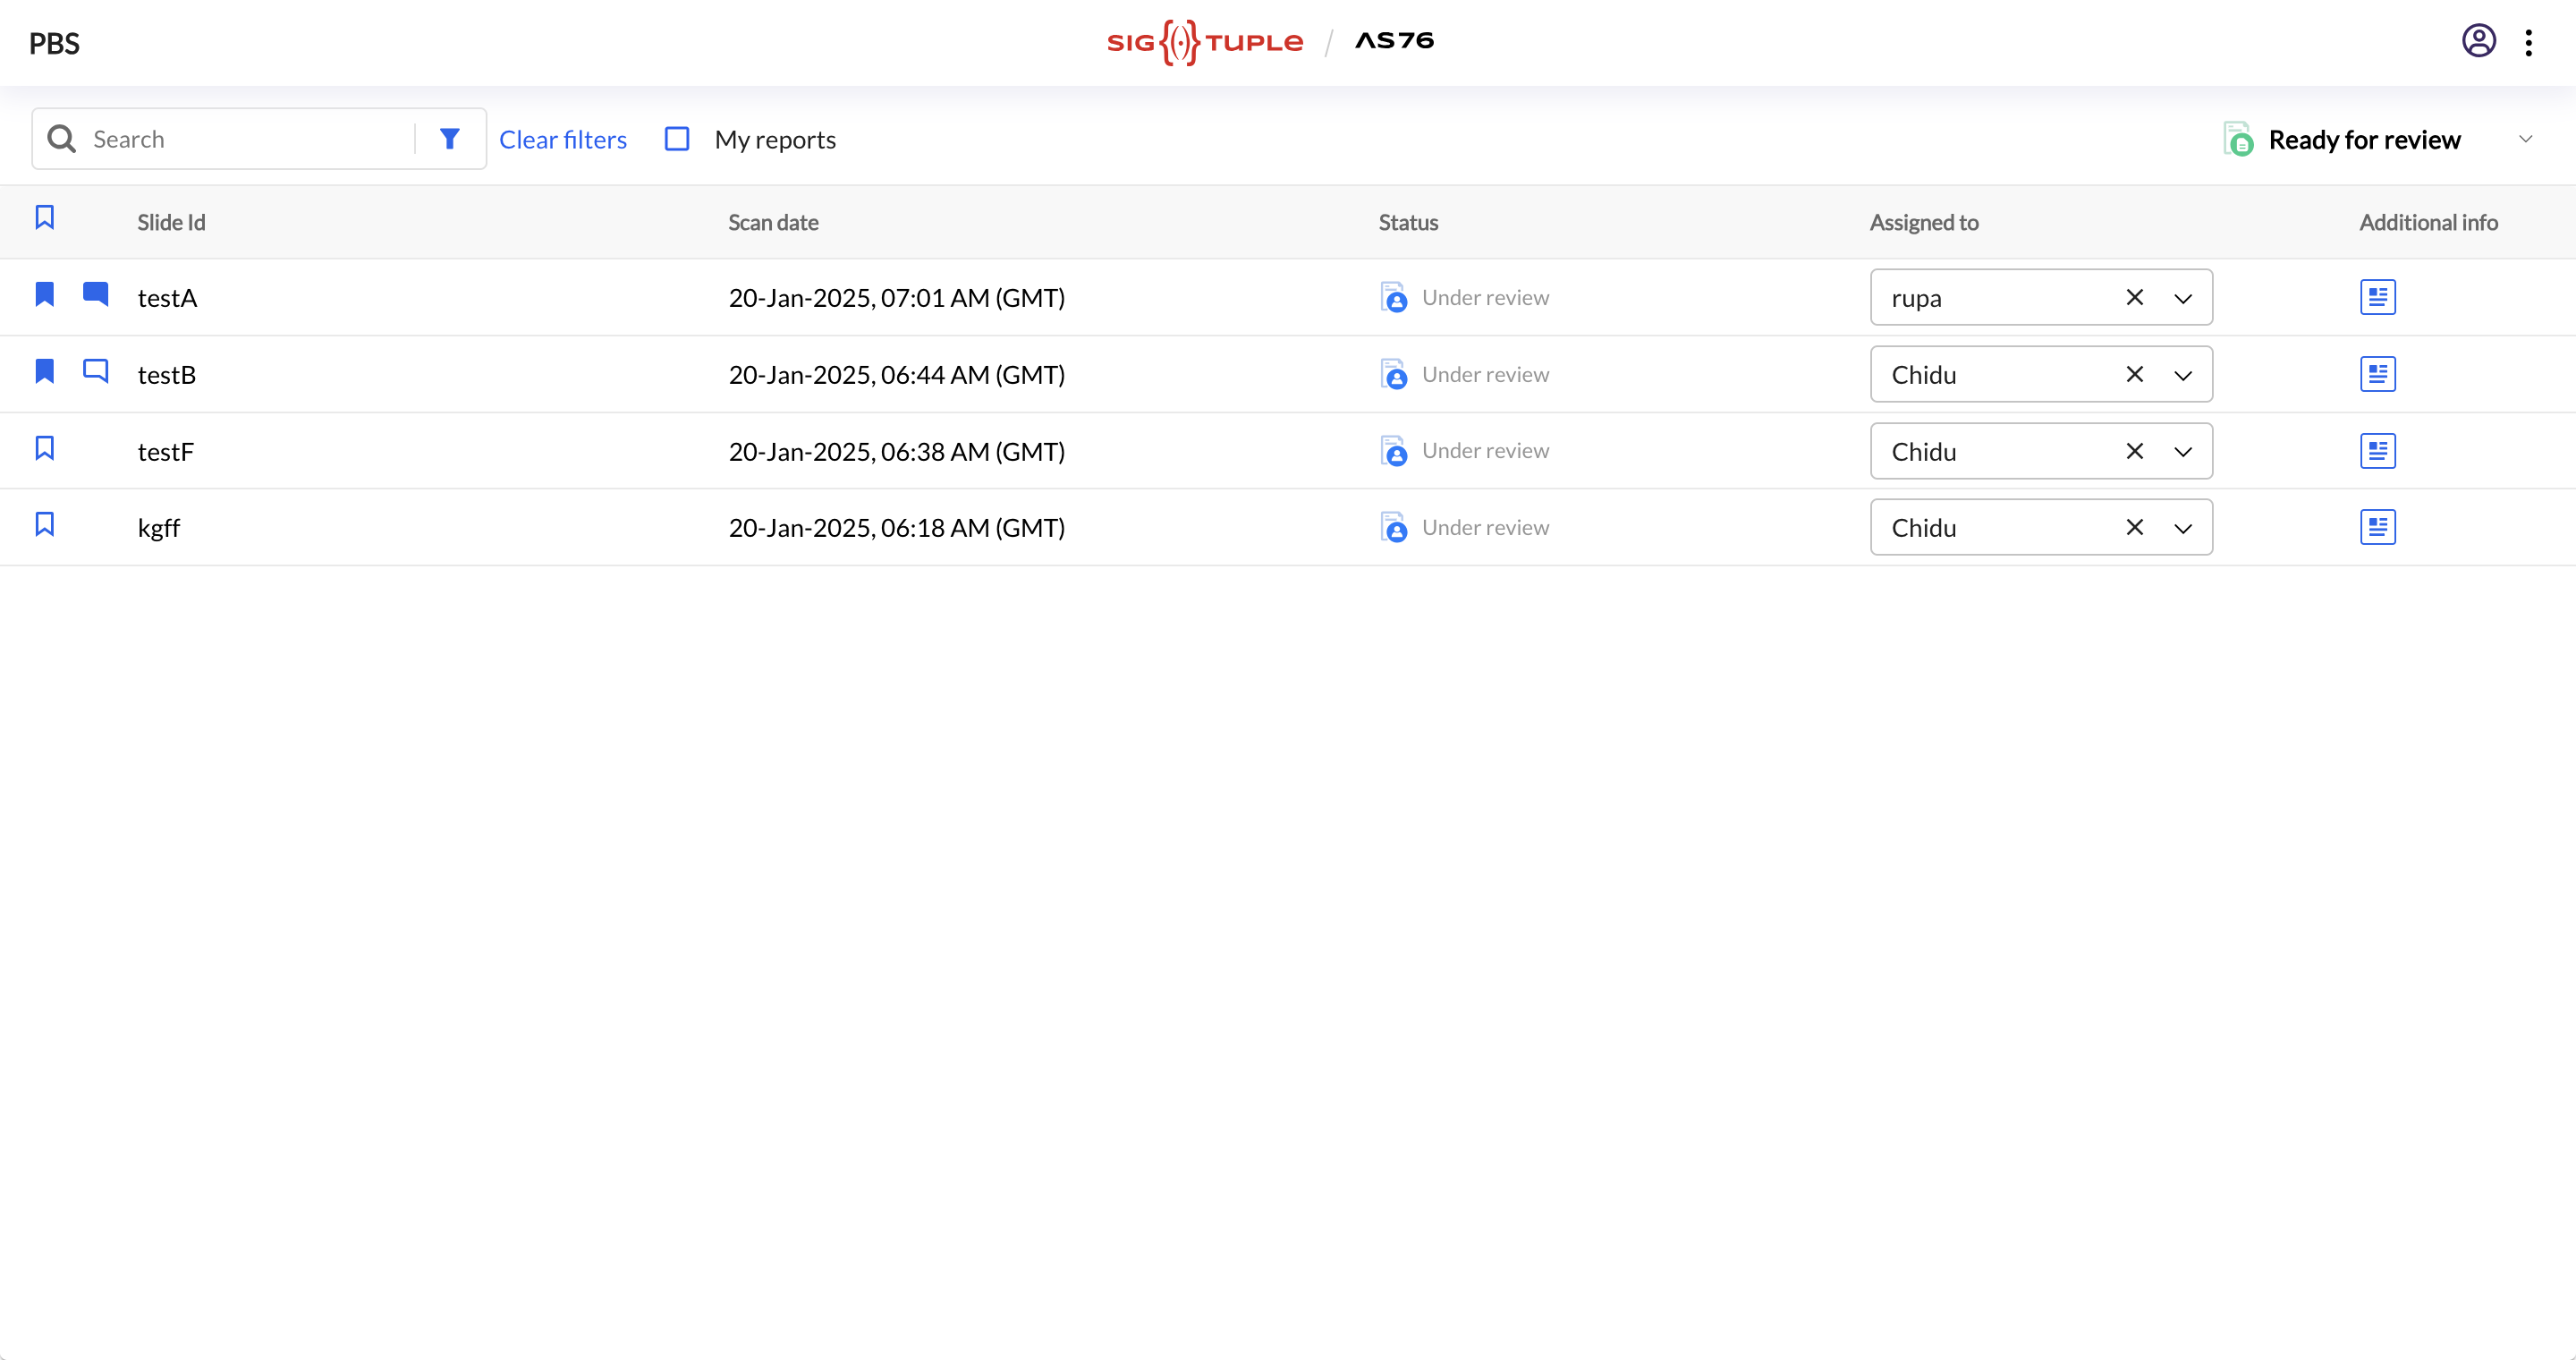 PBS
SIG TUPLE / AS76
Search
Clear filters
My reports
Ready for review
Slide Id Scan date Status Assigned to Additional info
testA 20-Jan-2025, 07:01 AM (GMT) Under review rupa
testB 20-Jan-2025, 06:44 AM (GMT) Under review Chidu
testF 20-Jan-2025, 06:38 AM (GMT) Under review Chidu
kgff 20-Jan-2025, 06:18 AM (GMT) Under review Chidu